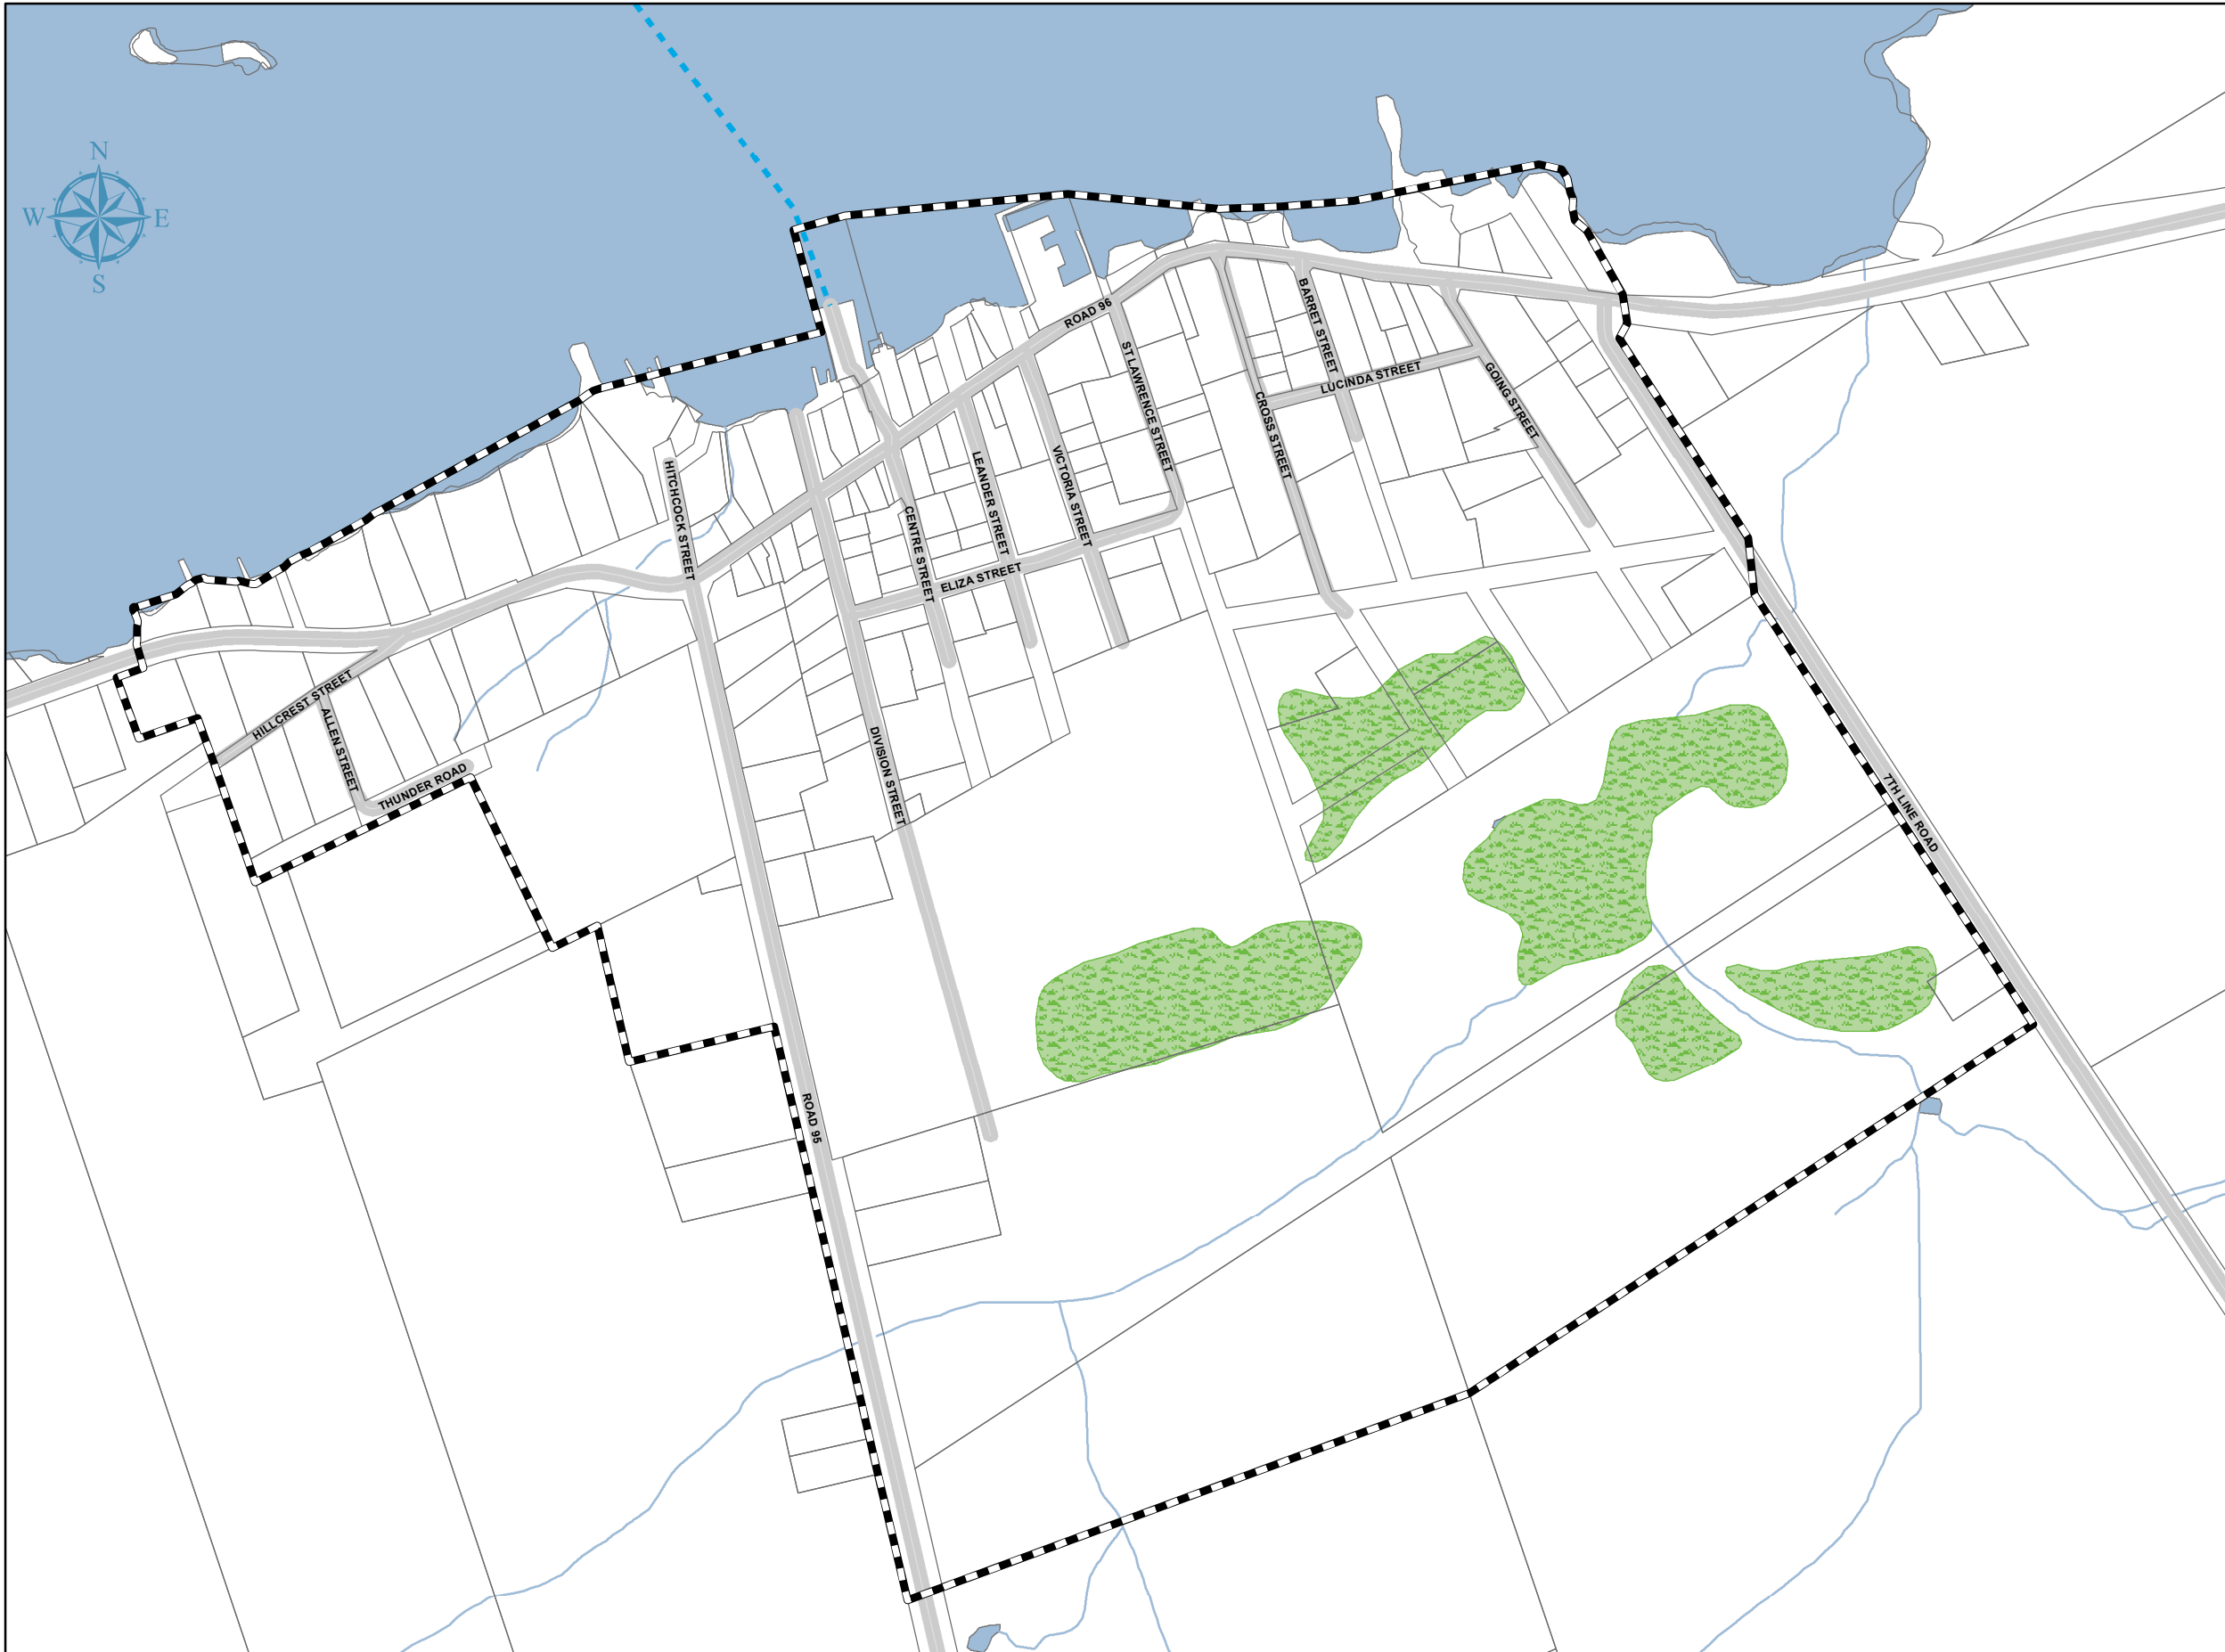 N
W E
S
ROAD 96
BARRET STREET
ST LAWRENCE STREET
LUCINDA STREET
GOING STREET
CROSS STREET
VICTORIA STREET
LEANDER STREET
HITCHCOCK STREET
CENTRE STREET
ELIZA STREET
HILLCREST STREET
ALLEN STREET
THUNDER ROAD
DIVISION STREET
7TH LINE ROAD
ROAD 95